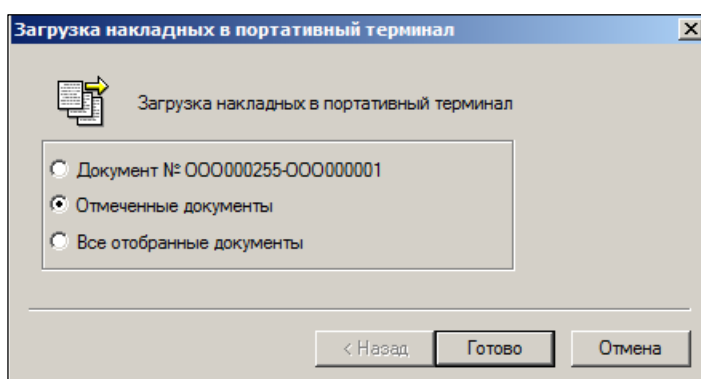 Загрузка накладных в портативный терминал
Загрузка накладных в портативный терминал
Документ № ООО000255-ООО000001
Отмеченные документы
Все отобранные документы
< Назад
Готово
Отмена